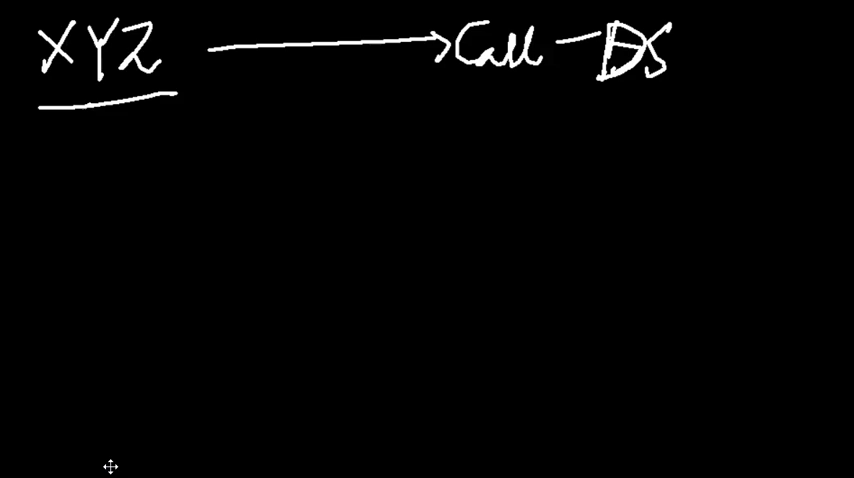 XYZ → Call - DS